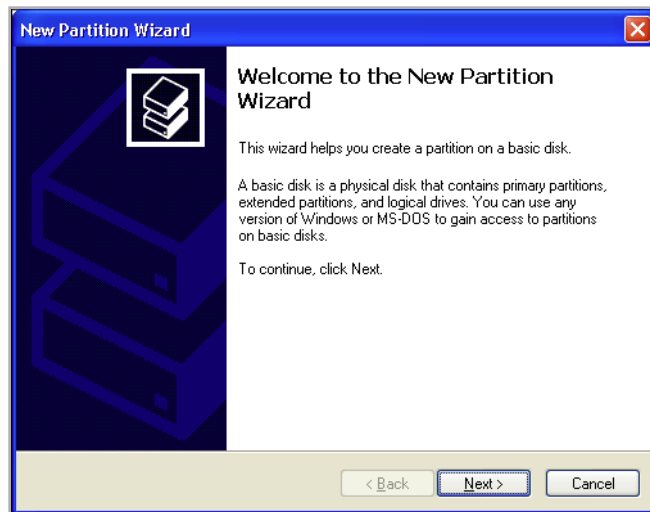 New Partition Wizard
Welcome to the New Partition
Wizard
This wizard helps you create a partition on a basic disk.
A basic disk is a physical disk that contains primary partitions,
extended partitions, and logical drives. You can use any
version of Windows or MS-DOS to gain access to partitions
on basic disks.
To continue, click Next.
< Back Next > Cancel